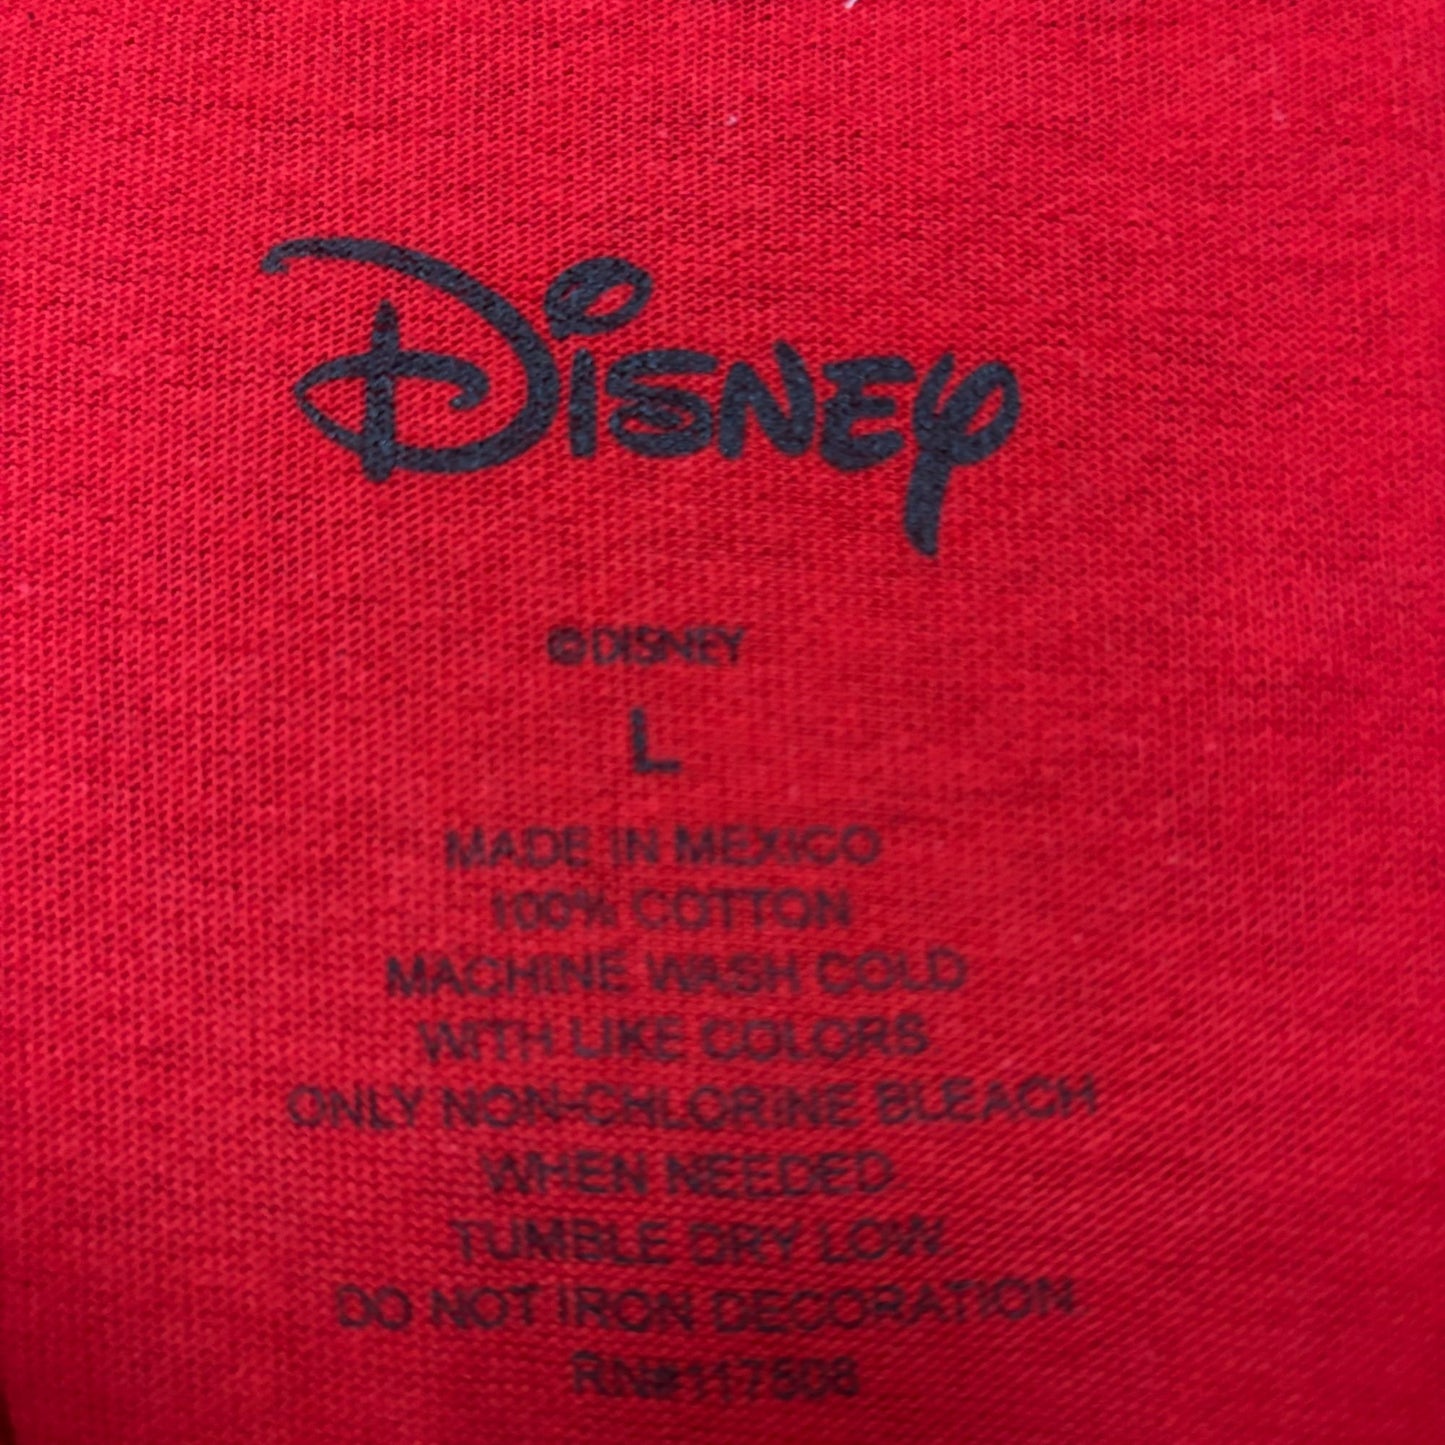 Disney
©DISNEY
L
MADE IN MEXICO
100% COTTON
MACHINE WASH COLD
WITH LIKE COLORS
ONLY NON-CHLORINE BLEACH
WHEN NEEDED.
TUMBLE DRY LOW.
DO NOT IRON DECORATION.
RN#117508